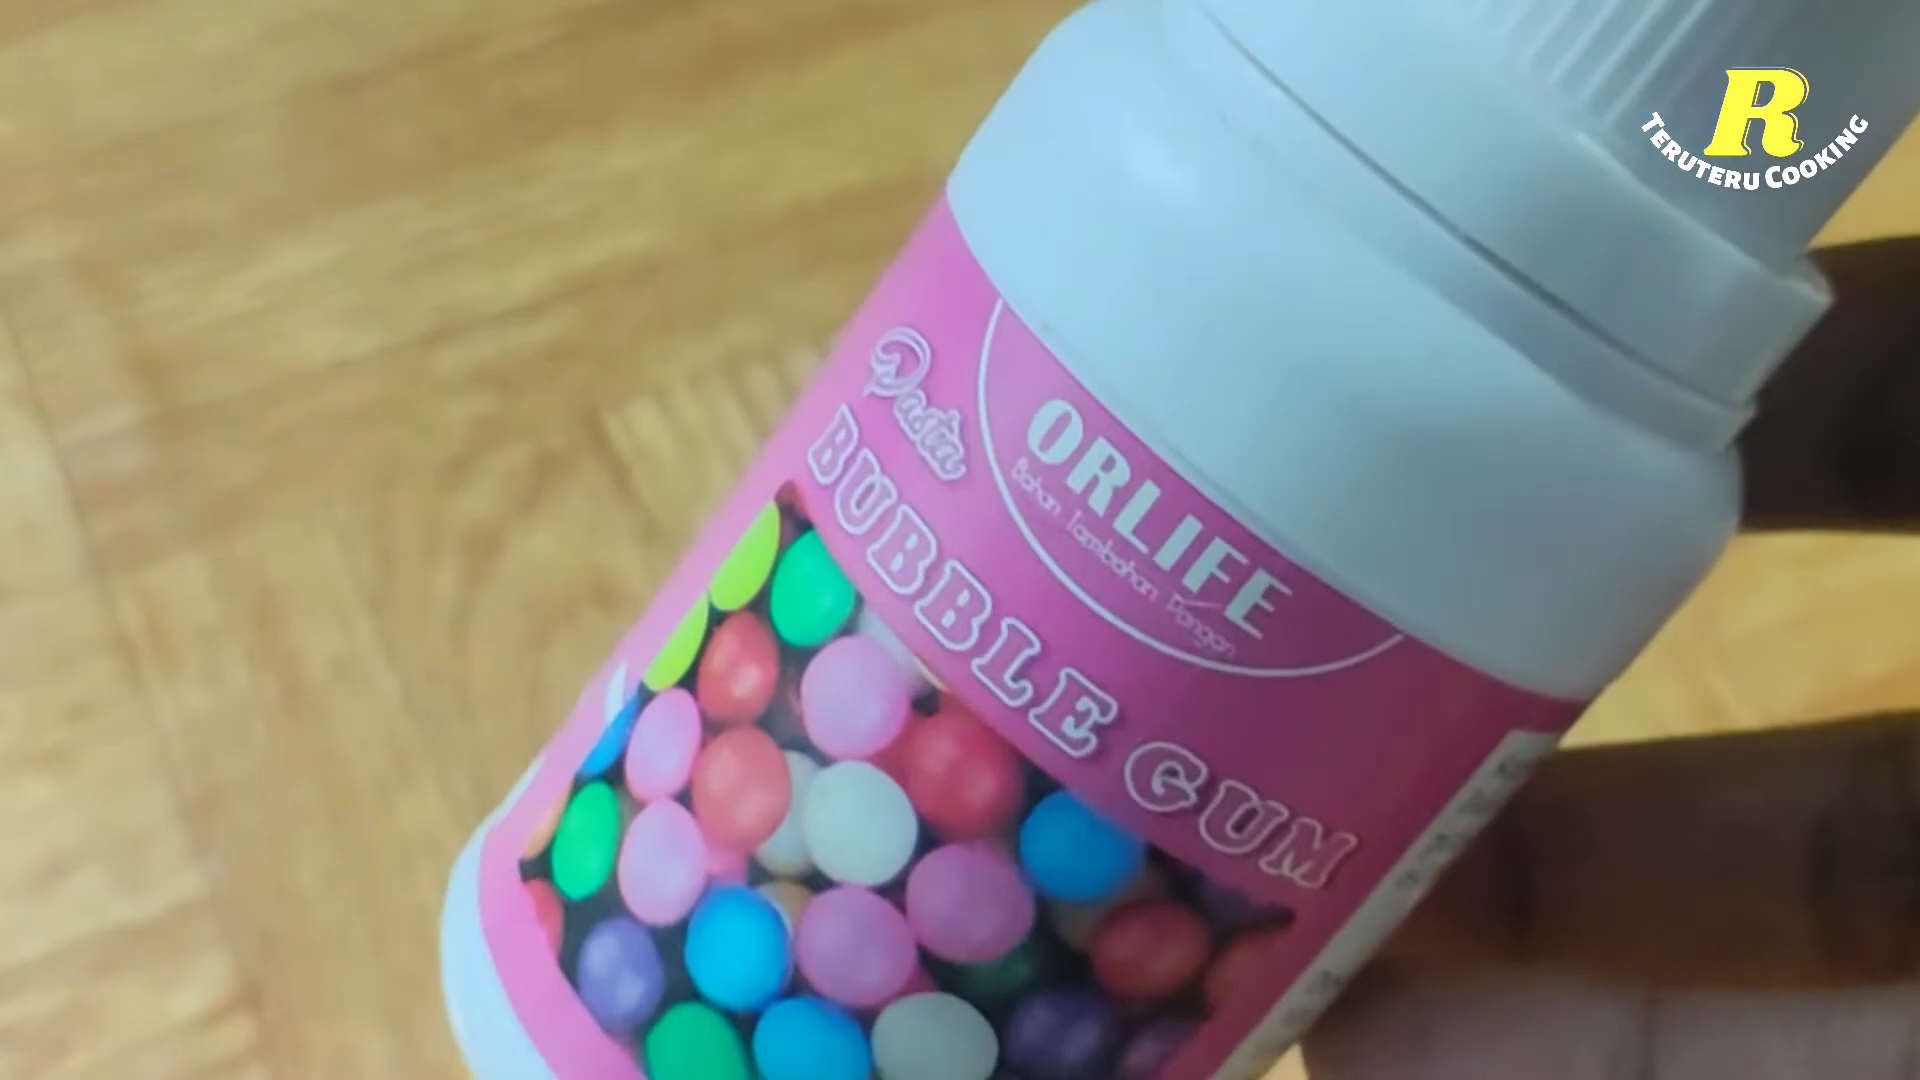 R
TERUTERU COOKING
ORLIFE
Bahan Tambahan Pangan
Pasta
BUBBLE GUM